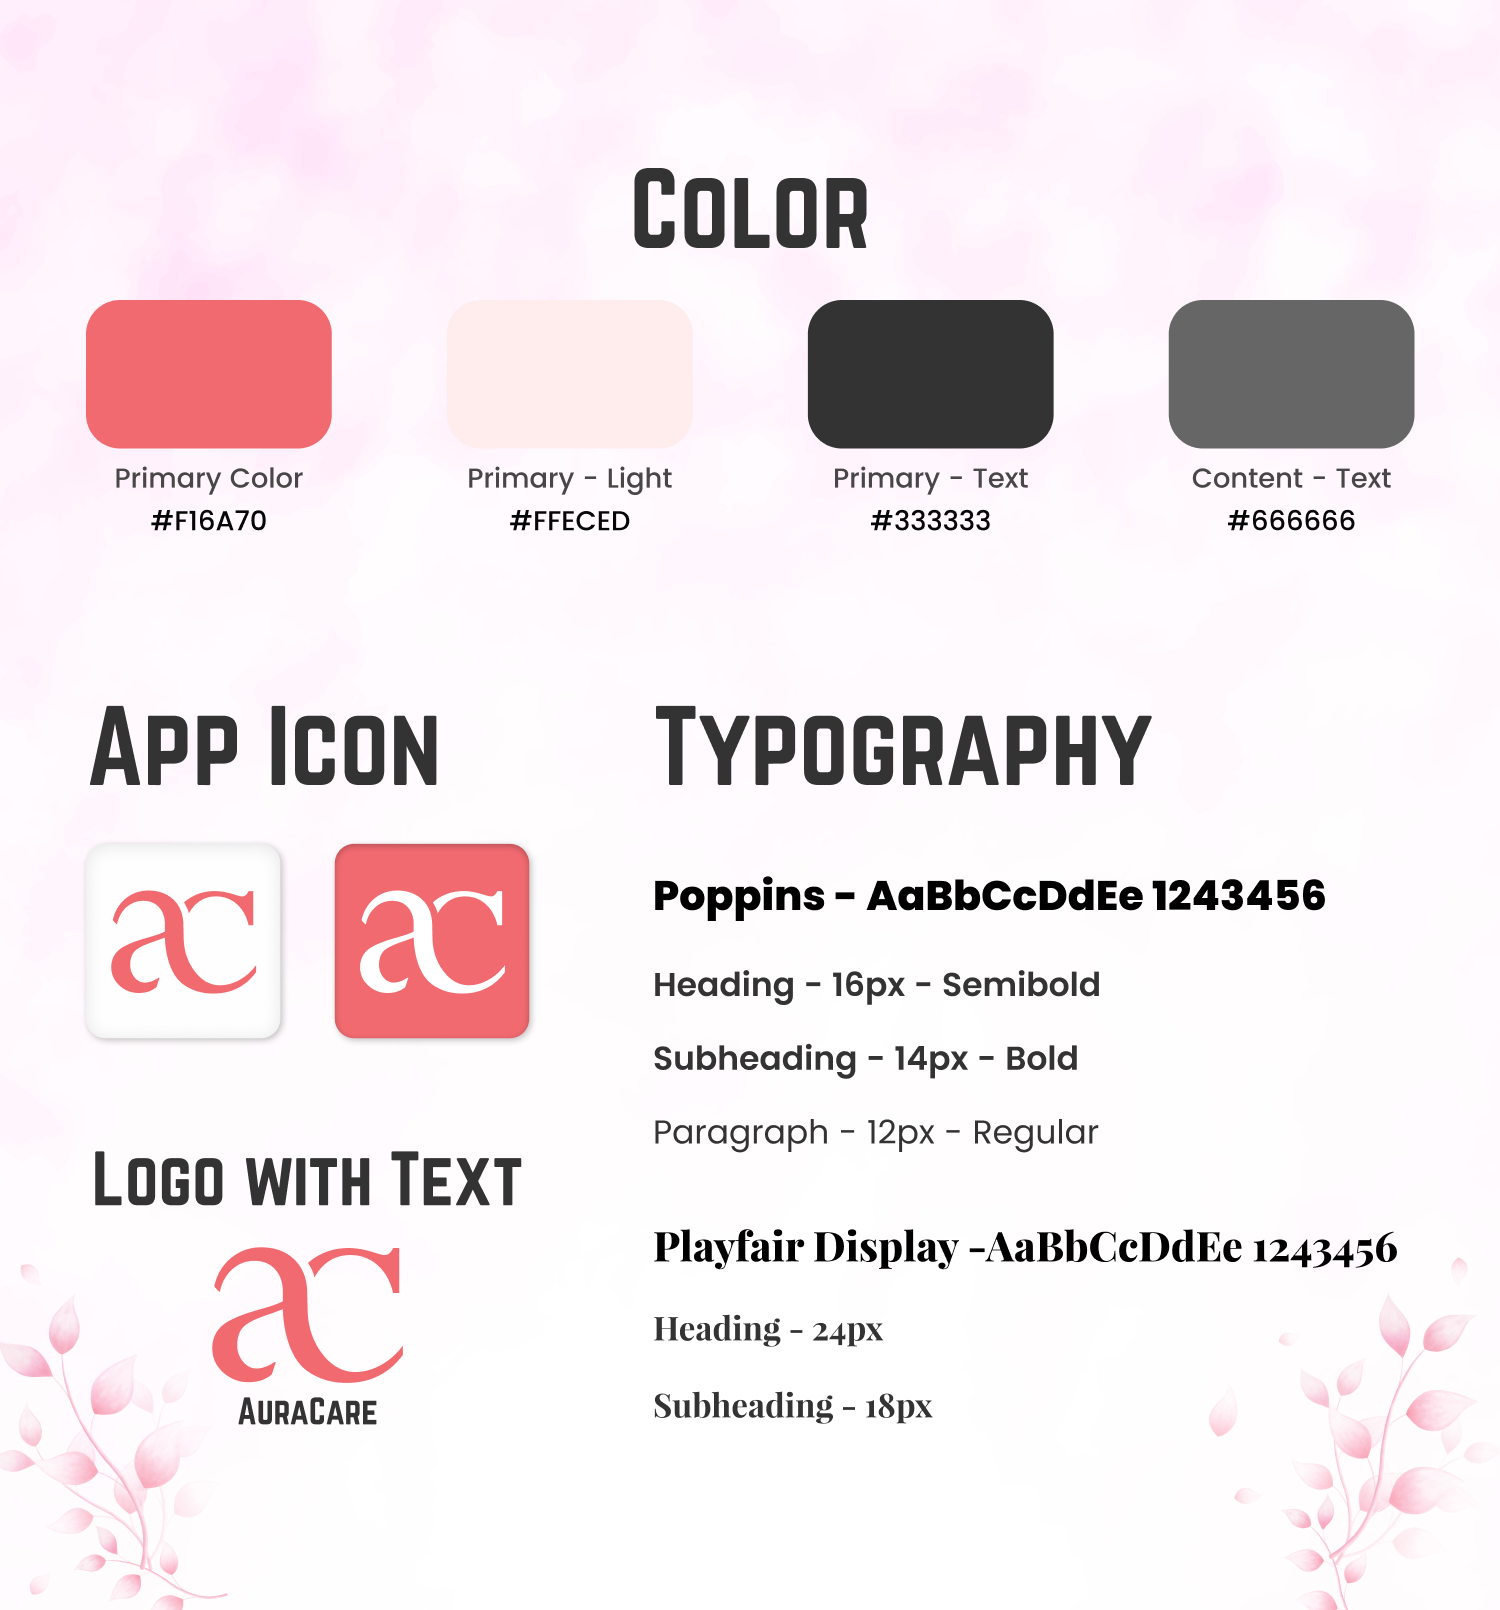 Color
Primary Color
#F16A70
Primary - Light
#FFECED
Primary - Text
#333333
Content - Text
#666666
App Icon
ac
ac
Logo with Text
ac
AuraCare
Typography
Poppins - AaBbCcDdEe 1243456
Heading - 16px - Semibold
Subheading - 14px - Bold
Paragraph - 12px - Regular
Playfair Display -AaBbCcDdEe 1243456
Heading - 24px
Subheading - 18px